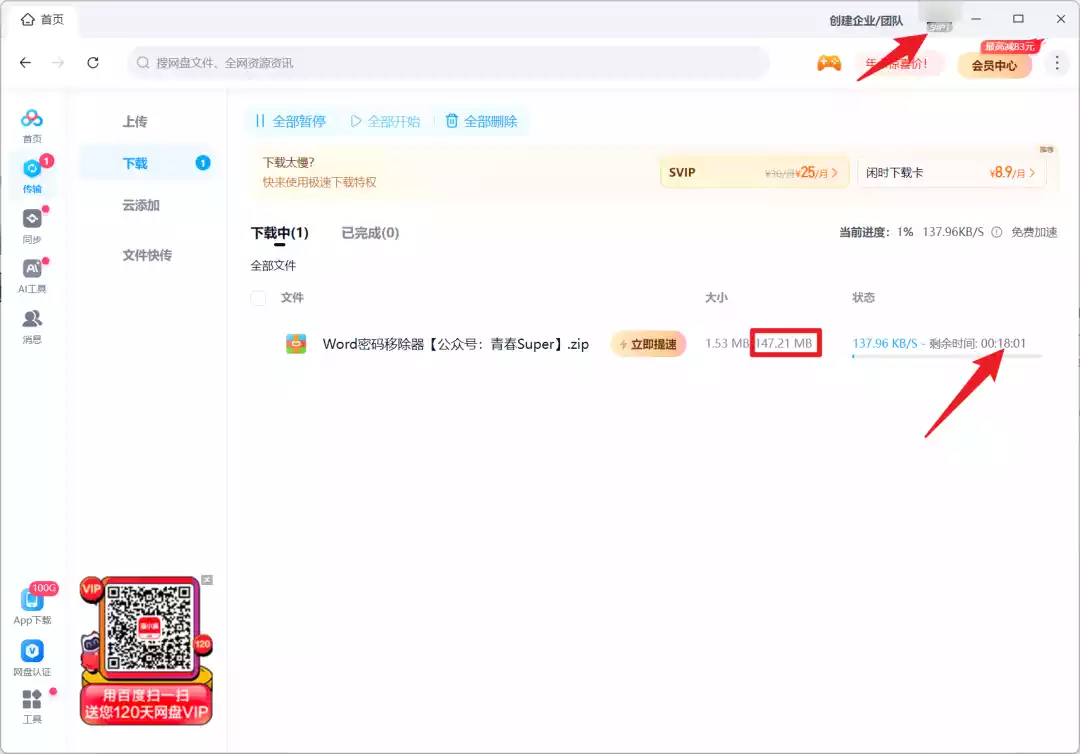 首页
创建企业/团队
SVIP
搜网盘文件、全网资源资讯
最高减83元
会员中心
首页
1
传输
同步
AI
AI工具
消息
上传
下载
1
云添加
文件快传
全部暂停 全部开始 全部删除
下载太慢?
快来使用极速下载特权
SVIP ¥30/月¥25/月
推荐
闲时下载卡 ¥8.9/月
下载中(1) 已完成(0)
当前进度: 1% 137.96KB/S 免费加速
全部文件
文件 大小 状态
Word密码移除器【公众号:青春Super】.zip 立即提速 1.53 MB 147.21 MB 137.96 KB/S - 剩余时间: 00:18:01
100G
App下载
网盘认证
工具
VIP
120
用百度扫一扫
送您120天网盘VIP